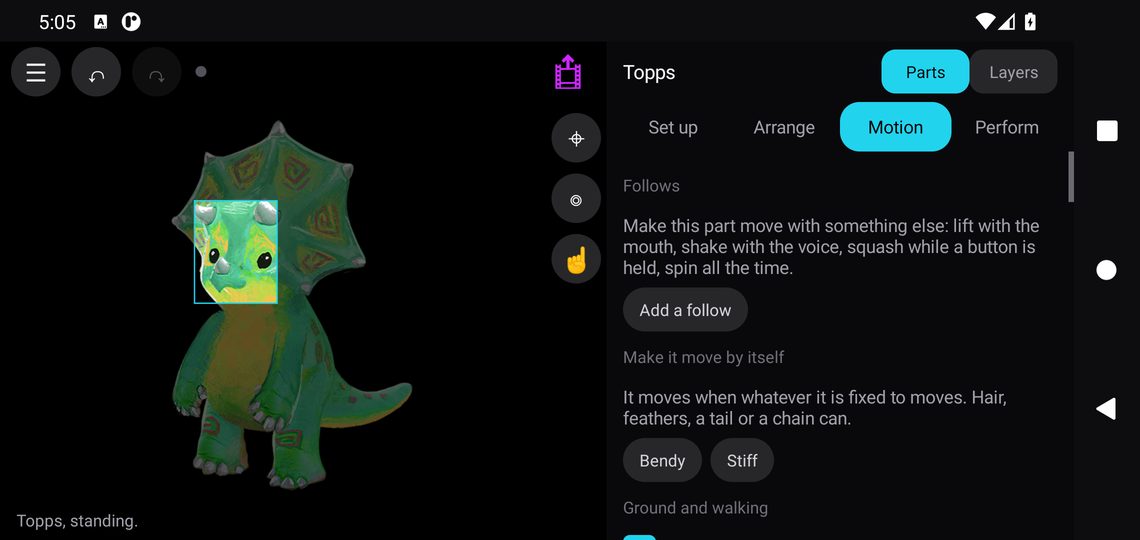 5:05
Topps
Parts
Layers
Set up
Arrange
Motion
Perform
Follows
Make this part move with something else: lift with the
mouth, shake with the voice, squash while a button is
held, spin all the time.
Add a follow
Make it move by itself
It moves when whatever it is fixed to moves. Hair,
feathers, a tail or a chain can.
Bendy
Stiff
Ground and walking
Topps, standing.